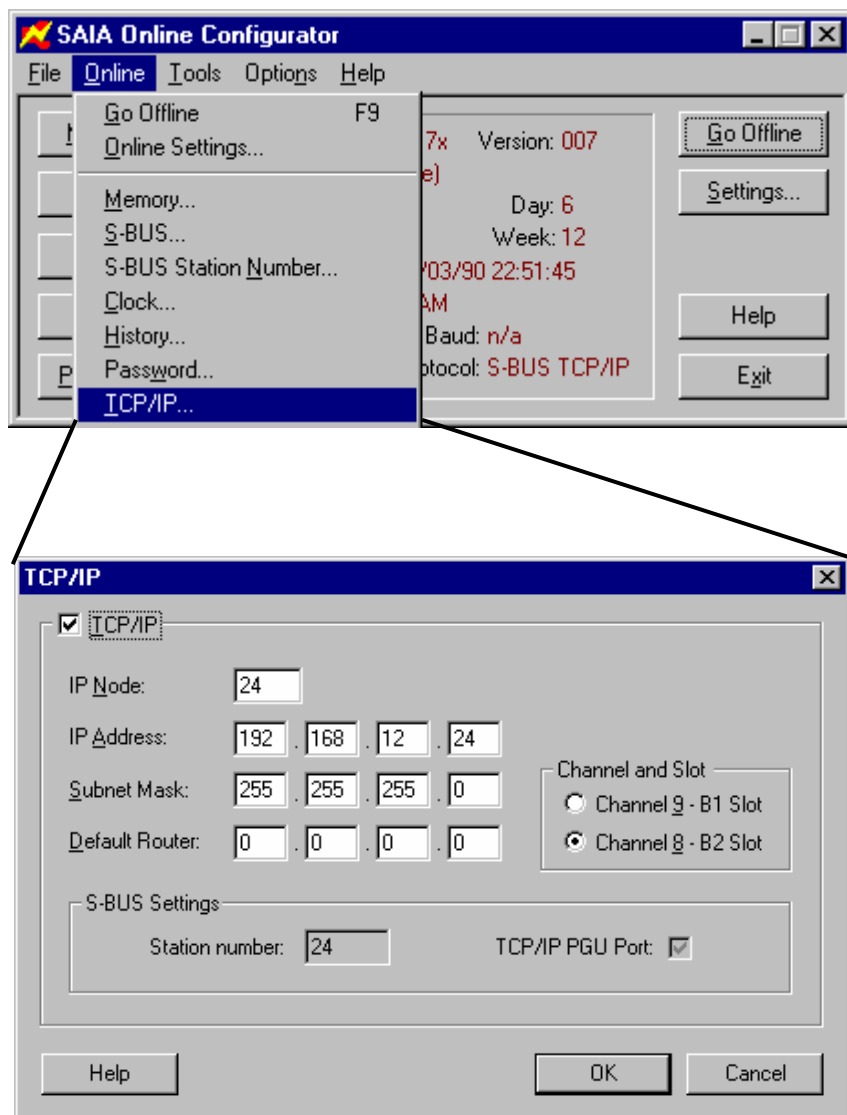 SAIA Online Configurator
File Online Tools Options Help
Go Offline F9
Online Settings...
Memory...
S-BUS...
S-BUS Station Number...
Clock...
History...
Password...
TCP/IP...
7x Version: 007
e)
Day: 6
Week: 12
/03/90 22:51:45
AM
Baud: n/a
otocol: S-BUS TCP/IP
Go Offline
Settings...
Help
Exit
P
TCP/IP
TCP/IP
IP Node: 24
IP Address: 192 . 168 . 12 . 24
Subnet Mask: 255 . 255 . 255 . 0
Default Router: 0 . 0 . 0 . 0
Channel and Slot
Channel 9 - B1 Slot
Channel 8 - B2 Slot
S-BUS Settings
Station number: 24 TCP/IP PGU Port:
Help OK Cancel